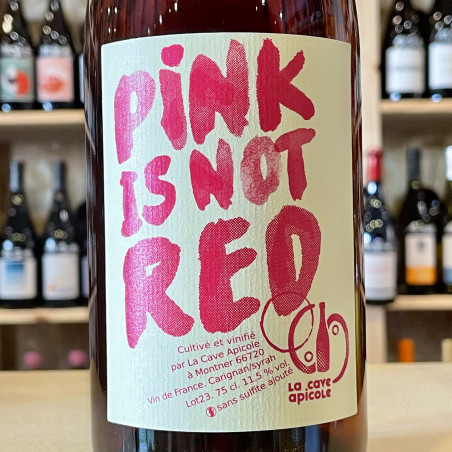 PiNK
IS NOT
RED
Cultivé et vinifié
par La Cave Apicole
à Montner 66720
Vin de France. Carignan/syrah
Lot23. 75 cl. 11,5 % vol.
sans sulfite ajouté
La cave
apicole